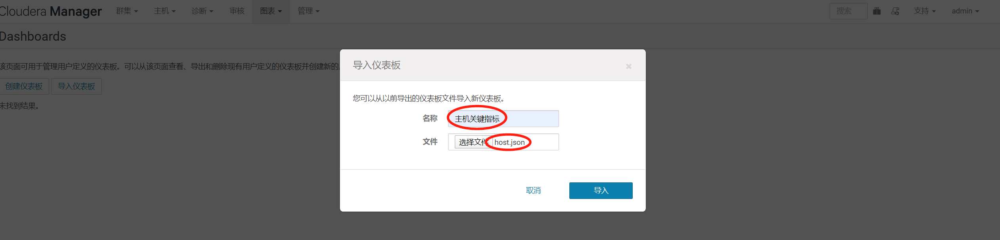 Cloudera Manager 群集 主机 诊断 审核 图表 管理 搜索 支持 admin
Dashboards
该页面可用于管理用户定义的仪表板。可以从该页面查看、导出和删除现有用户定义的仪表板并创建新的
创建仪表板 导入仪表板
未找到结果。
导入仪表板
您可以从以前导出的仪表板文件导入新仪表板。
名称 主机关键指标
文件 选择文件 host.json
取消 导入